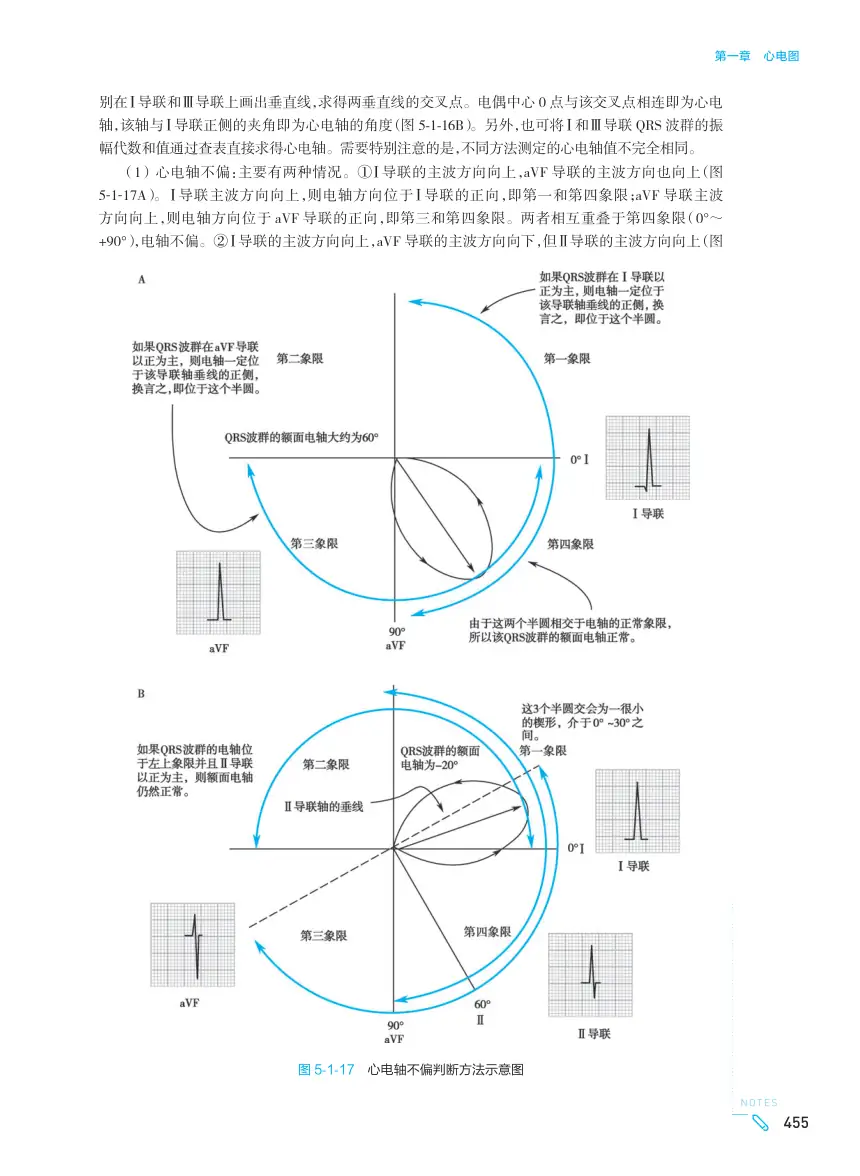 第一章 心电图
别在Ⅰ导联和Ⅲ导联上画出垂直线,求得两垂直线的交叉点。电偶中心 0 点与该交叉点相连即为心电
轴,该轴与Ⅰ导联正侧的夹角即为心电轴的角度(图 5-1-16B)。另外,也可将Ⅰ和Ⅲ导联 QRS 波群的振
幅代数和值通过查表直接求得心电轴。需要特别注意的是,不同方法测定的心电轴值不完全相同。
(1)心电轴不偏:主要有两种情况。①Ⅰ导联的主波方向向上,aVF 导联的主波方向也向上(图
5-1-17A)。Ⅰ导联主波方向向上,则电轴方向位于Ⅰ导联的正向,即第一和第四象限;aVF 导联主波
方向向上,则电轴方向位于 aVF 导联的正向,即第三和第四象限。两者相互重叠于第四象限(0°~
+90°),电轴不偏。②Ⅰ导联的主波方向向上,aVF 导联的主波方向向下,但Ⅱ导联的主波方向向上(图
A
如果QRS波群在Ⅰ导联以
正为主,则电轴一定位于
该导联轴垂线的正侧,换
言之,即位于这个半圆。
如果QRS波群在aVF导联
以正为主,则电轴一定位
于该导联轴垂线的正侧,
换言之,即位于这个半圆。
第二象限
第一象限
QRS波群的额面电轴大约为60°
0° Ⅰ
Ⅰ导联
第三象限
第四象限
aVF
90°
aVF
由于这两个半圆相交于电轴的正常象限,
所以该QRS波群的额面电轴正常。
B
这3个半圆交会为一很小
的楔形,介于0° ~30°之
间。
如果QRS波群的电轴位
于左上象限并且Ⅱ导联
以正为主,则额面电轴
仍然正常。
第二象限
QRS波群的额面
电轴为-20°
第一象限
Ⅱ导联轴的垂线
0° Ⅰ
Ⅰ导联
第三象限
第四象限
aVF
60°
Ⅱ
90°
aVF
Ⅱ导联
图 5-1-17 心电轴不偏判断方法示意图
NOTES
455